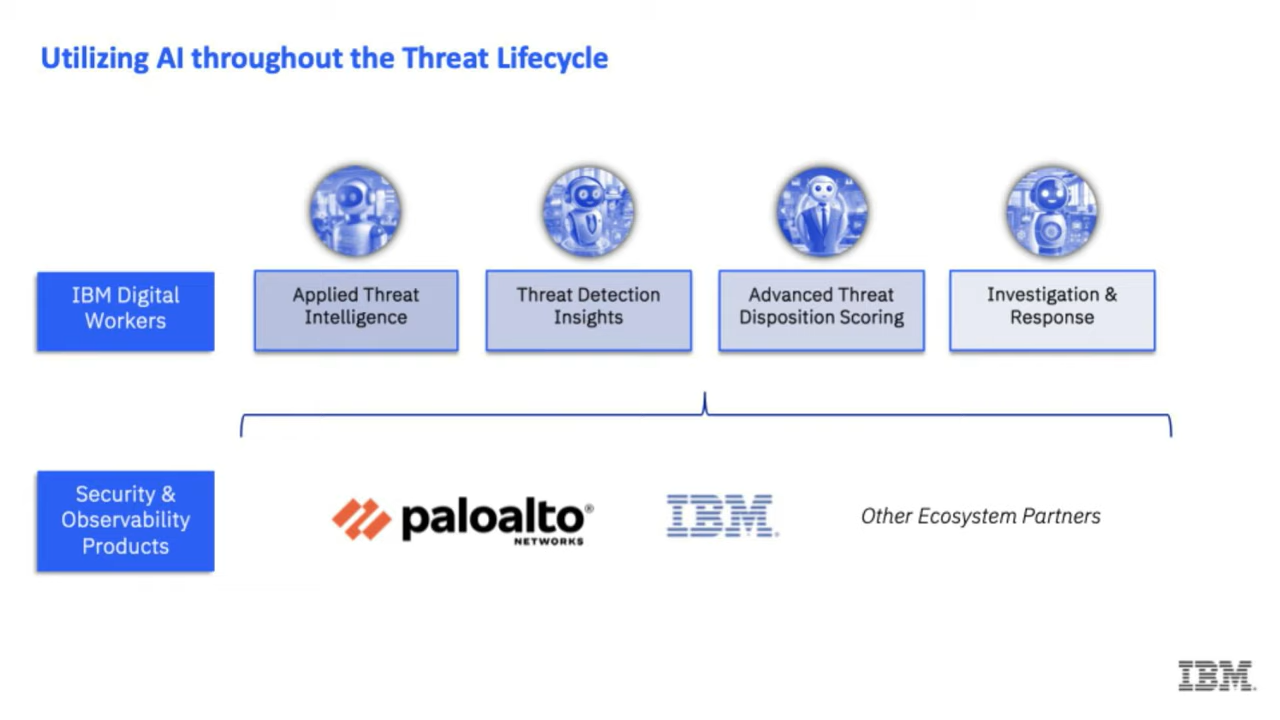 Utilizing AI throughout the Threat Lifecycle
IBM Digital
Workers
Applied Threat
Intelligence
Threat Detection
Insights
Advanced Threat
Disposition Scoring
Investigation &
Response
Security &
Observability
Products
paloalto®
NETWORKS
IBM®
Other Ecosystem Partners
IBM®